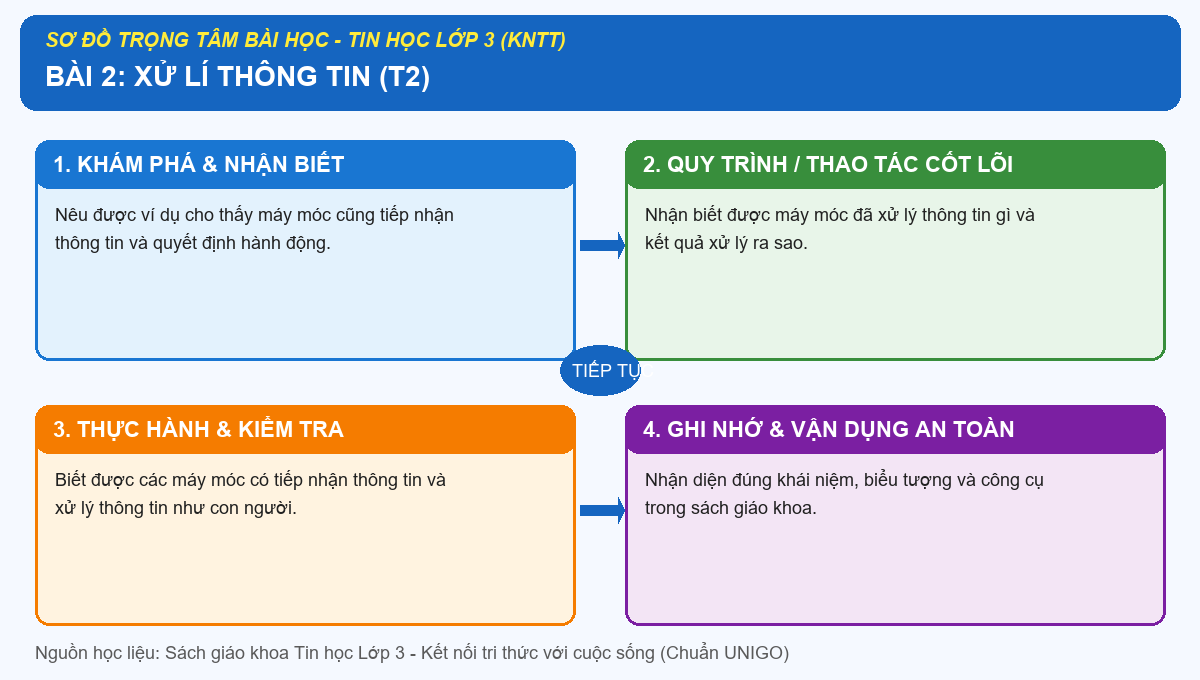 SƠ ĐỒ TRỌNG TÂM BÀI HỌC - TIN HỌC LỚP 3 (KNTT)
BÀI 2: XỬ LÍ THÔNG TIN (T2)
1. KHÁM PHÁ & NHẬN BIẾT
Nêu được ví dụ cho thấy máy móc cũng tiếp nhận
thông tin và quyết định hành động.
2. QUY TRÌNH / THAO TÁC CỐT LÕI
Nhận biết được máy móc đã xử lý thông tin gì và
kết quả xử lý ra sao.
TIẾP TỤC
3. THỰC HÀNH & KIỂM TRA
Biết được các máy móc có tiếp nhận thông tin và
xử lý thông tin như con người.
4. GHI NHỚ & VẬN DỤNG AN TOÀN
Nhận diện đúng khái niệm, biểu tượng và công cụ
trong sách giáo khoa.
Nguồn học liệu: Sách giáo khoa Tin học Lớp 3 - Kết nối tri thức với cuộc sống (Chuẩn UNIGO)